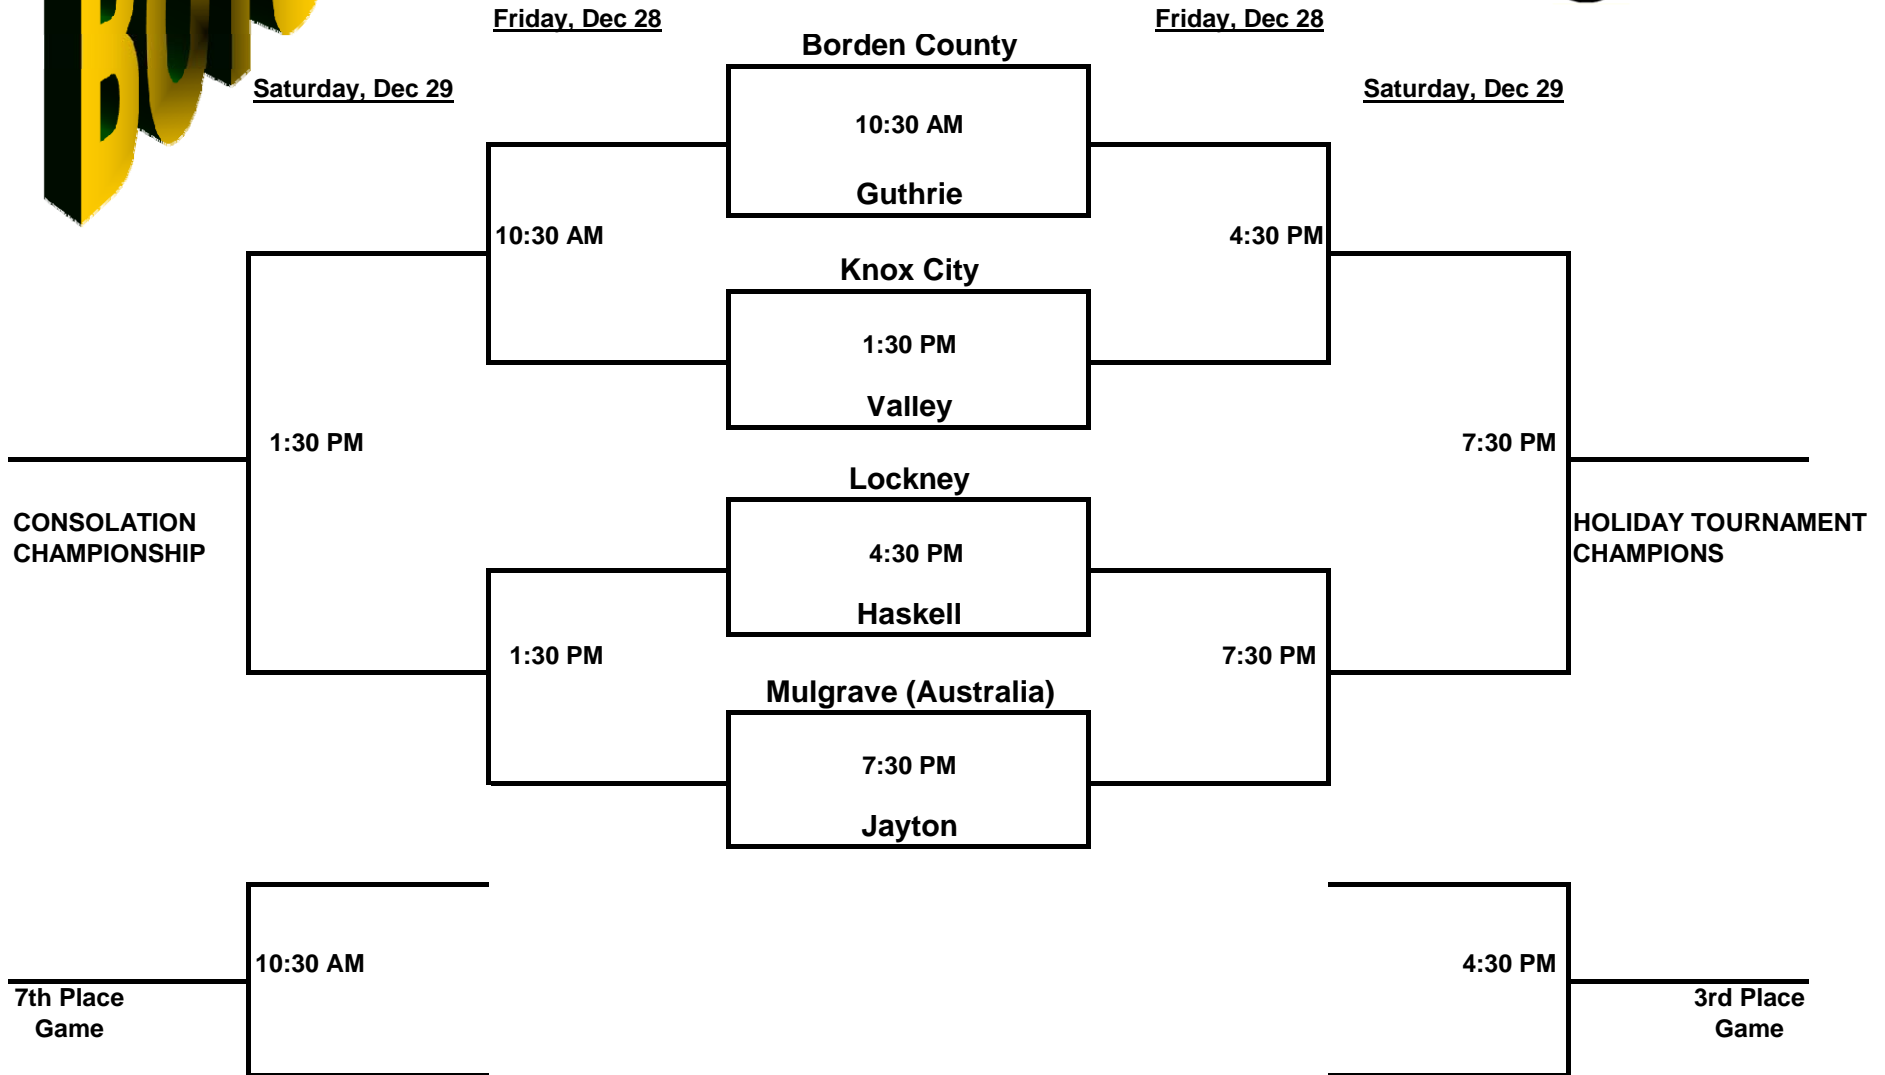 Friday, Dec 28
Friday, Dec 28
Borden County
Saturday, Dec 29
Saturday, Dec 29
10:30 AM
Guthrie
10:30 AM
4:30 PM
Knox City
1:30 PM
Valley
1:30 PM
7:30 PM
Lockney
CONSOLATION
CHAMPIONSHIP
HOLIDAY TOURNAMENT
CHAMPIONS
4:30 PM
Haskell
1:30 PM
7:30 PM
Mulgrave (Australia)
7:30 PM
Jayton
10:30 AM
4:30 PM
7th Place
Game
3rd Place
Game